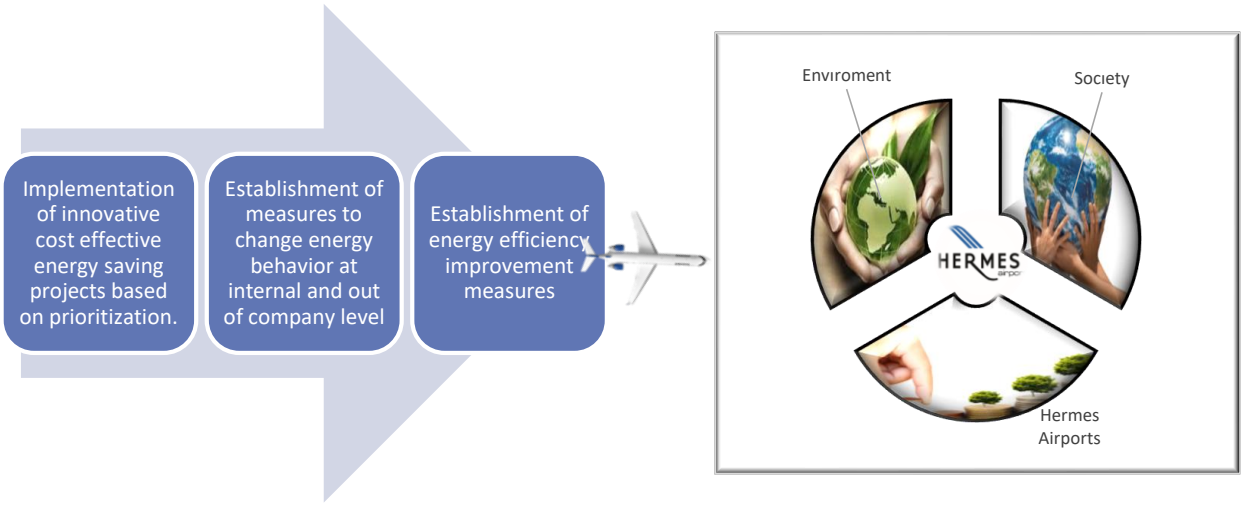 Implementation
of innovative
cost effective
energy saving
projects based
on prioritization.
Establishment of
measures to
change energy
behavior at
internal and out
of company level
Establishment of
energy efficiency
improvement
measures
Enviroment
Society
HERMES
airpor
Hermes
Airports